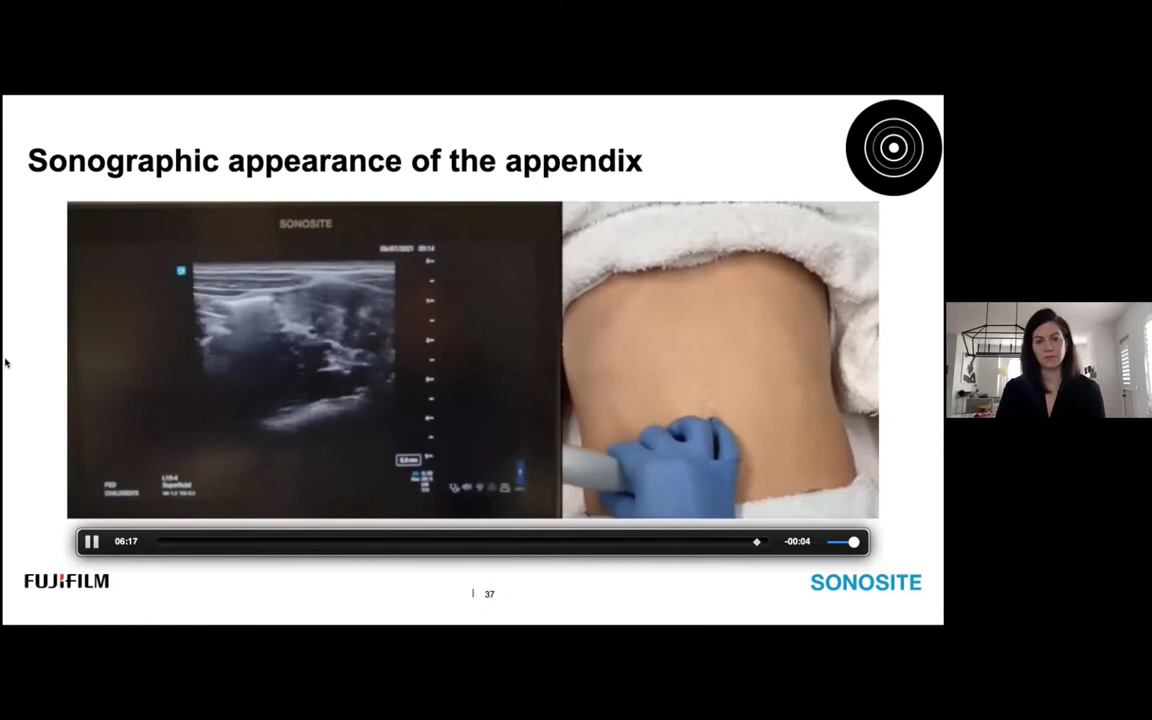 Sonographic appearance of the appendix
SONOSITE
06:17
-00:04
FUJIFILM
37
SONOSITE